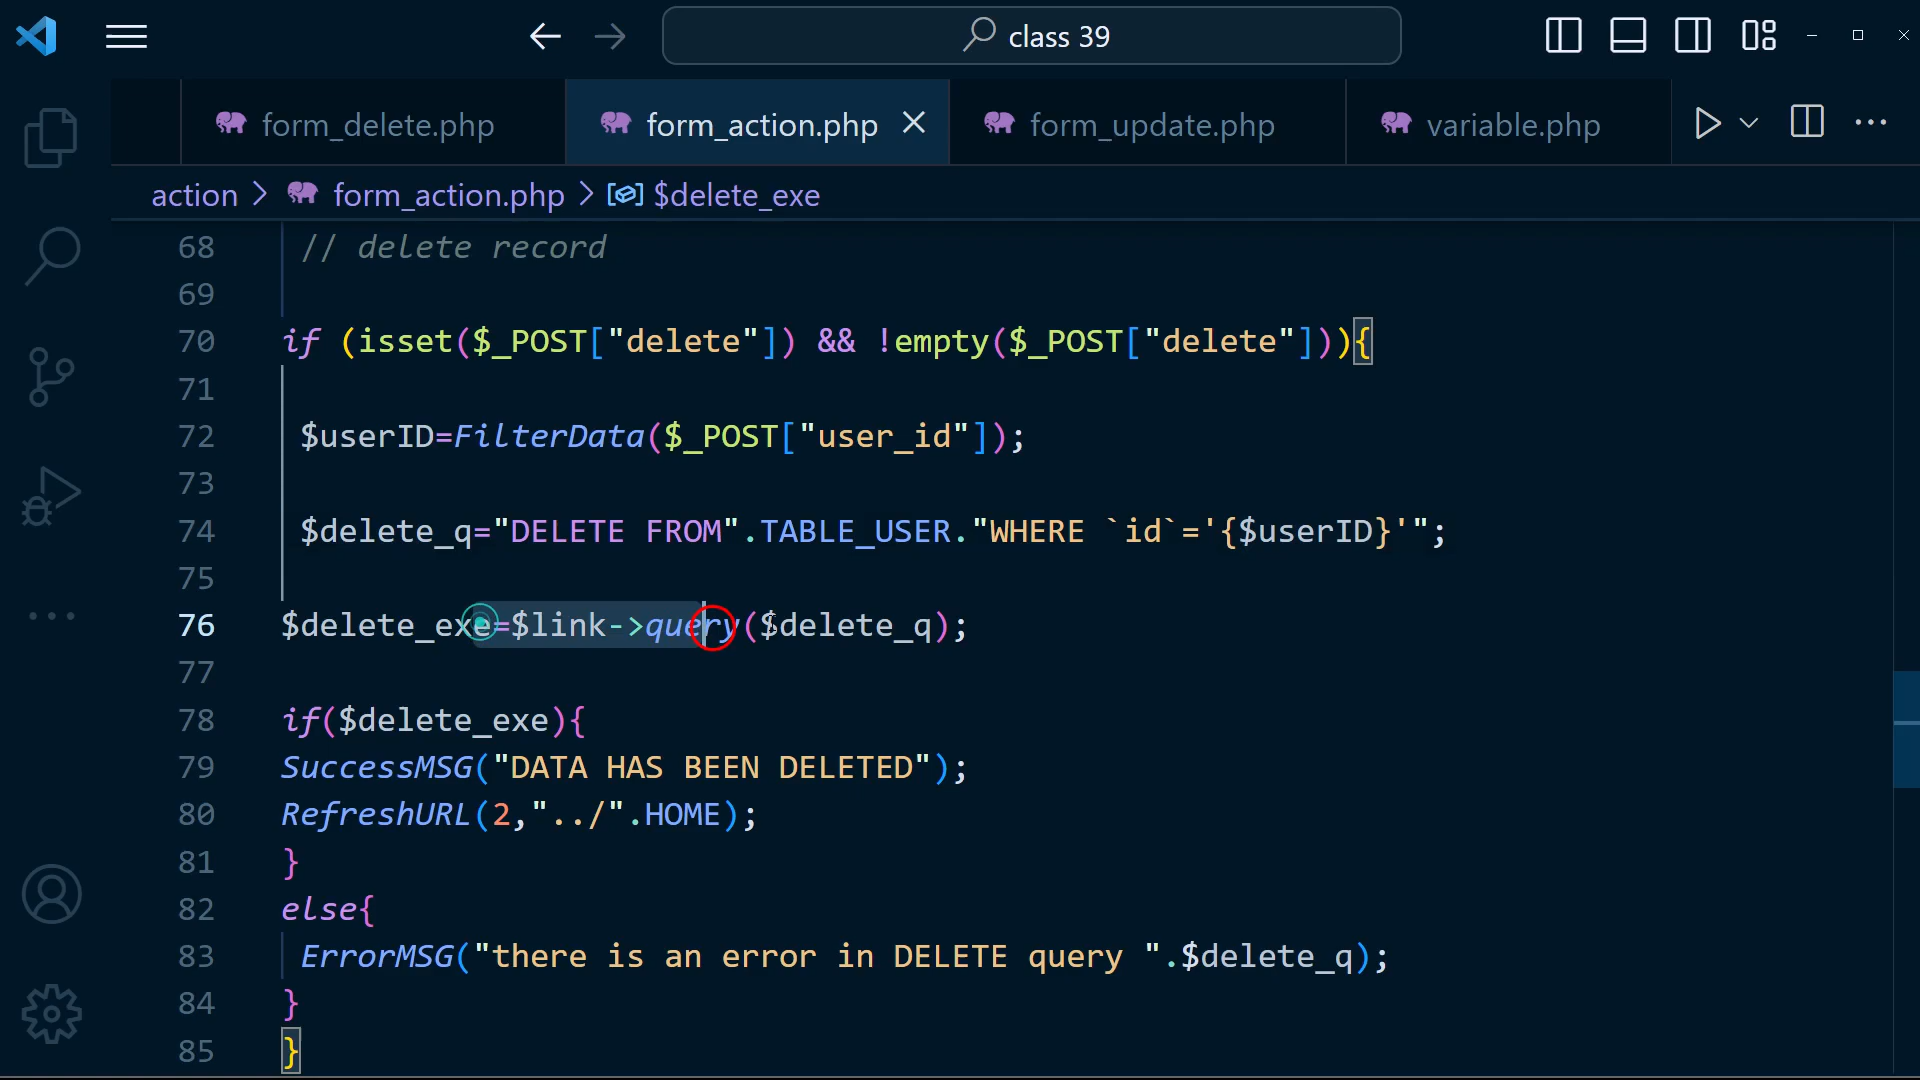 class 39
form_delete.php
form_action.php
form_update.php
variable.php
action > form_action.php > $delete_exe
68 // delete record
69
70 if (isset($_POST["delete"]) && !empty($_POST["delete"])){
71
72 $userID=FilterData($_POST["user_id"]);
73
74 $delete_q="DELETE FROM".TABLE_USER."WHERE `id`='{$userID}'";
75
76 $delete_exe=$link->query($delete_q);
77
78 if($delete_exe){
79 SuccessMSG("DATA HAS BEEN DELETED");
80 RefreshURL(2,"../".HOME);
81 }
82 else{
83 ErrorMSG("there is an error in DELETE query ".$delete_q);
84 }
85 }